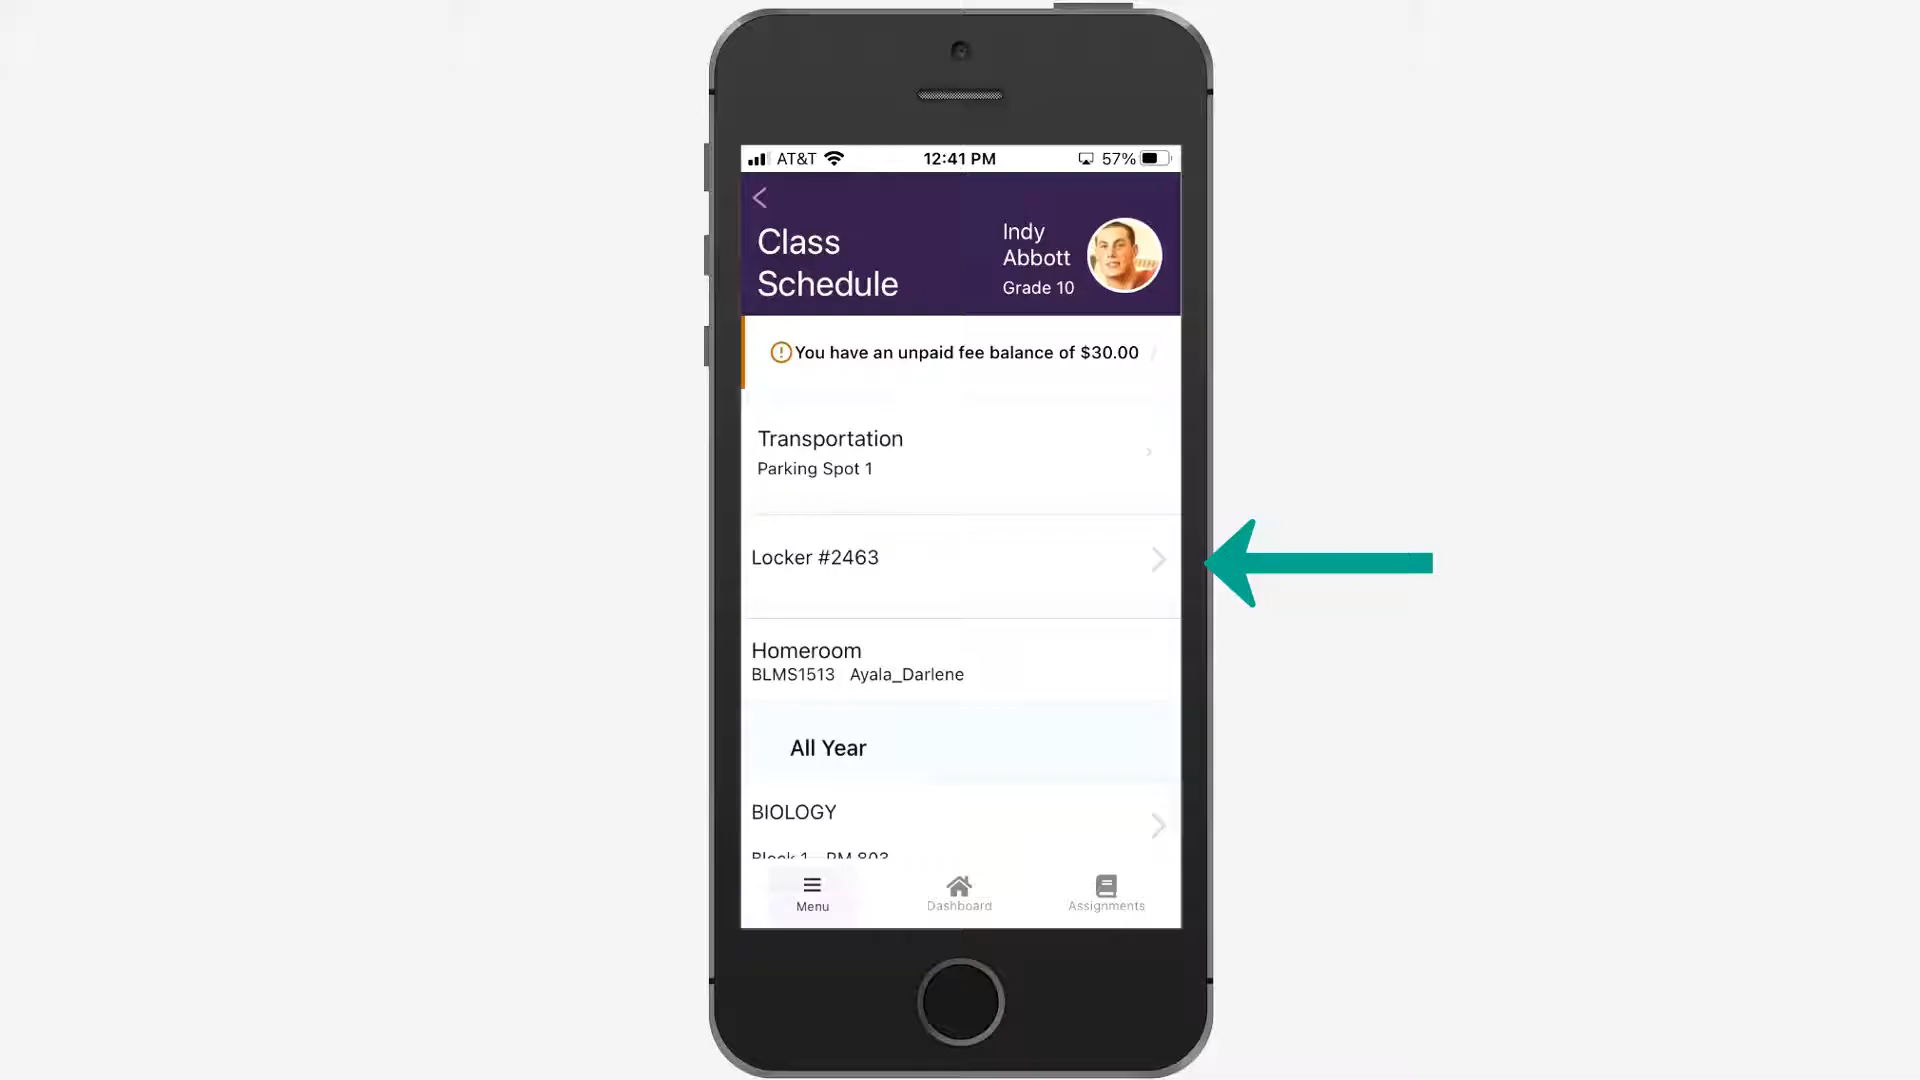 AT&T 12:41 PM 57%
Class
Schedule
Indy
Abbott
Grade 10
You have an unpaid fee balance of $30.00
Transportation
Parking Spot 1
Locker #2463
Homeroom
BLMS1513 Ayala_Darlene
All Year
BIOLOGY
Block 1 RM 803
Menu Dashboard Assignments